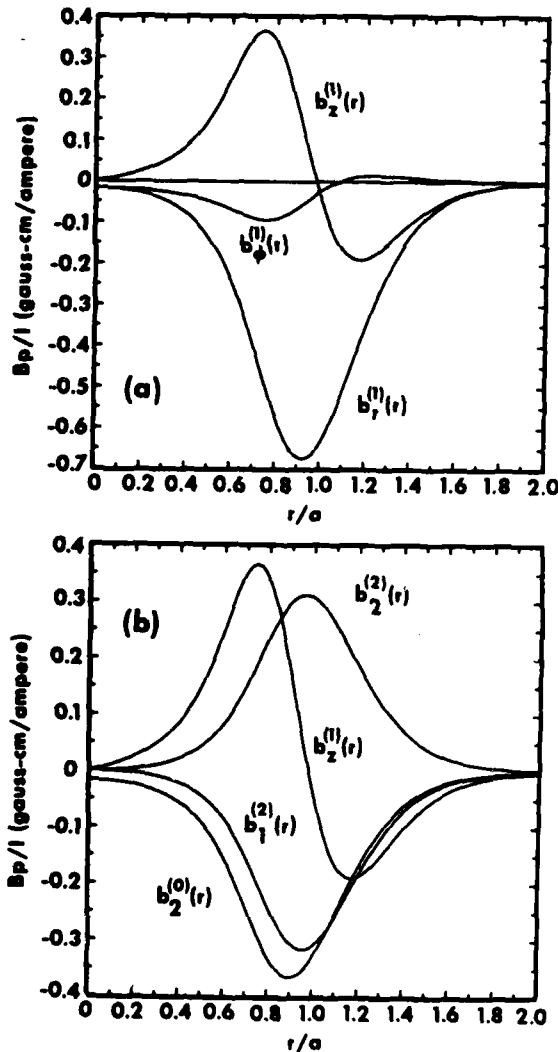 0.4
0.3
0.2
0.1
0
-0.1
-0.2
-0.3
-0.4
-0.5
-0.6
-0.7
Bp/I (gauss-cm/ampere)
b_z^(1)(r)
b_φ^(1)(r)
b_r^(1)(r)
(a)
0 0.2 0.4 0.6 0.8 1.0 1.2 1.4 1.6 1.8 2.0
r/a
0.4
0.3
0.2
0.1
0
-0.1
-0.2
-0.3
-0.4
Bp/I (gauss-cm/ampere)
(b)
b_2^(2)(r)
b_z^(1)(r)
b_1^(2)(r)
b_2^(0)(r)
0 0.2 0.4 0.6 0.8 1.0 1.2 1.4 1.6 1.8 2.0
r/a